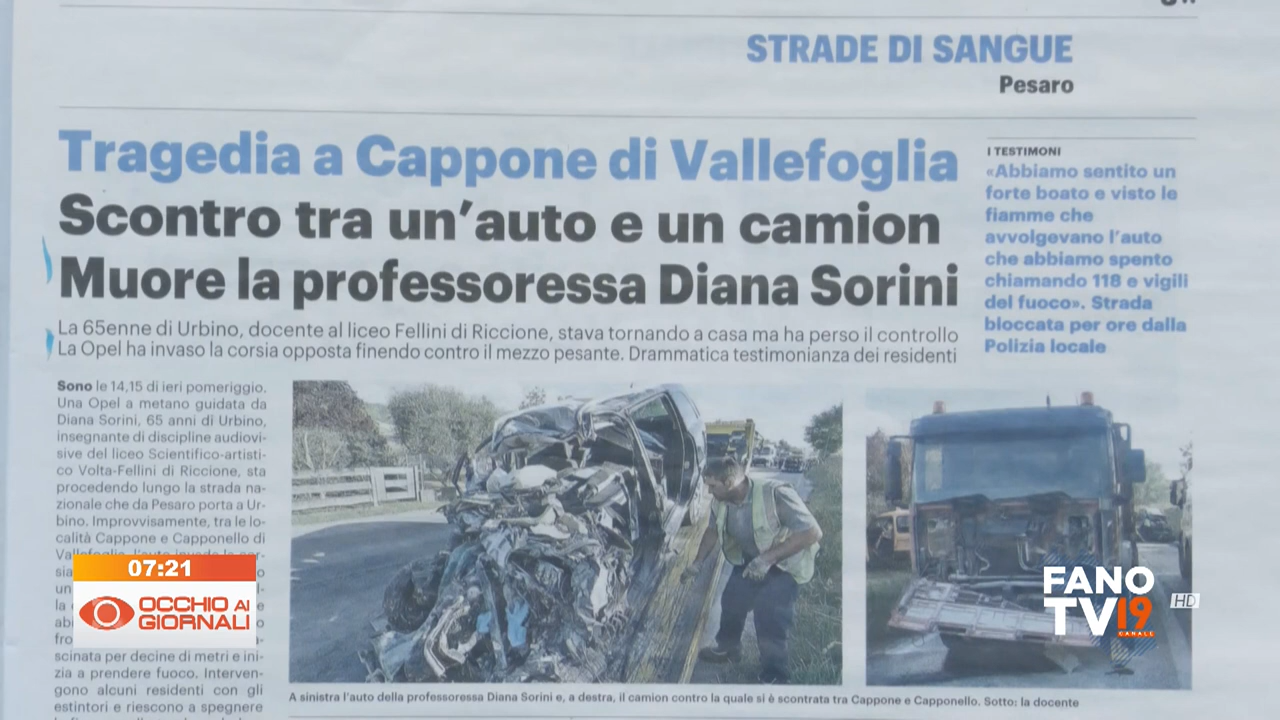 STRADE DI SANGUE
Pesaro
Tragedia a Cappone di Vallefoglia
Scontro tra un'auto e un camion
Muore la professoressa Diana Sorini
La 65enne di Urbino, docente al liceo Fellini di Riccione, stava tornando a casa ma ha perso il controllo
La Opel ha invaso la corsia opposta finendo contro il mezzo pesante. Drammatica testimonianza dei residenti
I TESTIMONI
«Abbiamo sentito un
forte boato e visto le
fiamme che
avvolgevano l'auto
che abbiamo spento
chiamando 118 e vigili
del fuoco». Strada
bloccata per ore dalla
Polizia locale
Sono le 14,15 di ieri pomeriggio.
Una Opel a metano guidata da
Diana Sorini, 65 anni di Urbino,
insegnante di discipline audiovi-
sive del liceo Scientifico-artisti-
co Volta-Fellini di Riccione, sta
procedendo lungo la strada na-
zionale che da Pesaro porta a Ur-
bino. Improvvisamente, tra le lo-
calità Cappone e Capponello di
scinata per decine di metri e ini-
zia a prendere fuoco. Interven-
gono alcuni residenti con gli
estintori e riescono a spegnere
A sinistra l'auto della professoressa Diana Sorini e, a destra, il camion contro la quale si è scontrata tra Cappone e Capponello. Sotto: la docente
07:21
OCCHIO AI
GIORNALI
FANO
TV19
CANALE
HD